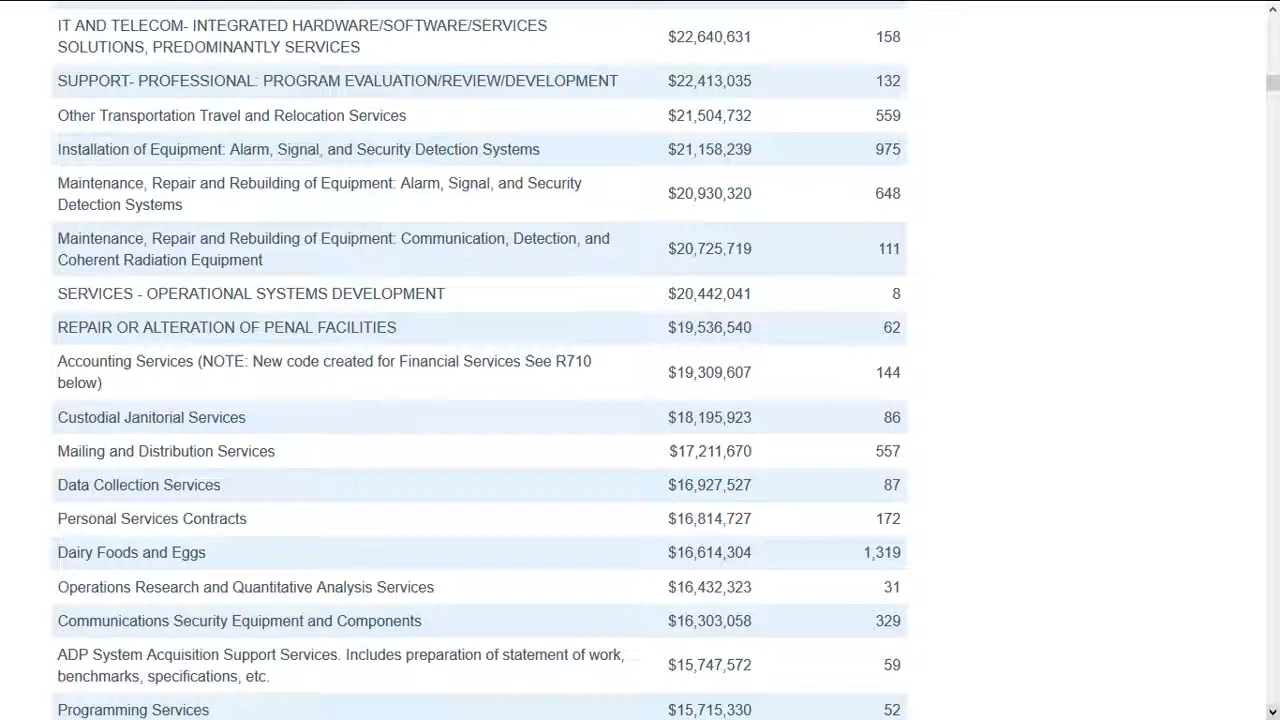 IT AND TELECOM- INTEGRATED HARDWARE/SOFTWARE/SERVICES
SOLUTIONS, PREDOMINANTLY SERVICES $22,640,631 158
SUPPORT- PROFESSIONAL: PROGRAM EVALUATION/REVIEW/DEVELOPMENT $22,413,035 132
Other Transportation Travel and Relocation Services $21,504,732 559
Installation of Equipment: Alarm, Signal, and Security Detection Systems $21,158,239 975
Maintenance, Repair and Rebuilding of Equipment: Alarm, Signal, and Security
Detection Systems $20,930,320 648
Maintenance, Repair and Rebuilding of Equipment: Communication, Detection, and
Coherent Radiation Equipment $20,725,719 111
SERVICES - OPERATIONAL SYSTEMS DEVELOPMENT $20,442,041 8
REPAIR OR ALTERATION OF PENAL FACILITIES $19,536,540 62
Accounting Services (NOTE: New code created for Financial Services See R710
below) $19,309,607 144
Custodial Janitorial Services $18,195,923 86
Mailing and Distribution Services $17,211,670 557
Data Collection Services $16,927,527 87
Personal Services Contracts $16,814,727 172
Dairy Foods and Eggs $16,614,304 1,319
Operations Research and Quantitative Analysis Services $16,432,323 31
Communications Security Equipment and Components $16,303,058 329
ADP System Acquisition Support Services. Includes preparation of statement of work,
benchmarks, specifications, etc. $15,747,572 59
Programming Services $15,715,330 52